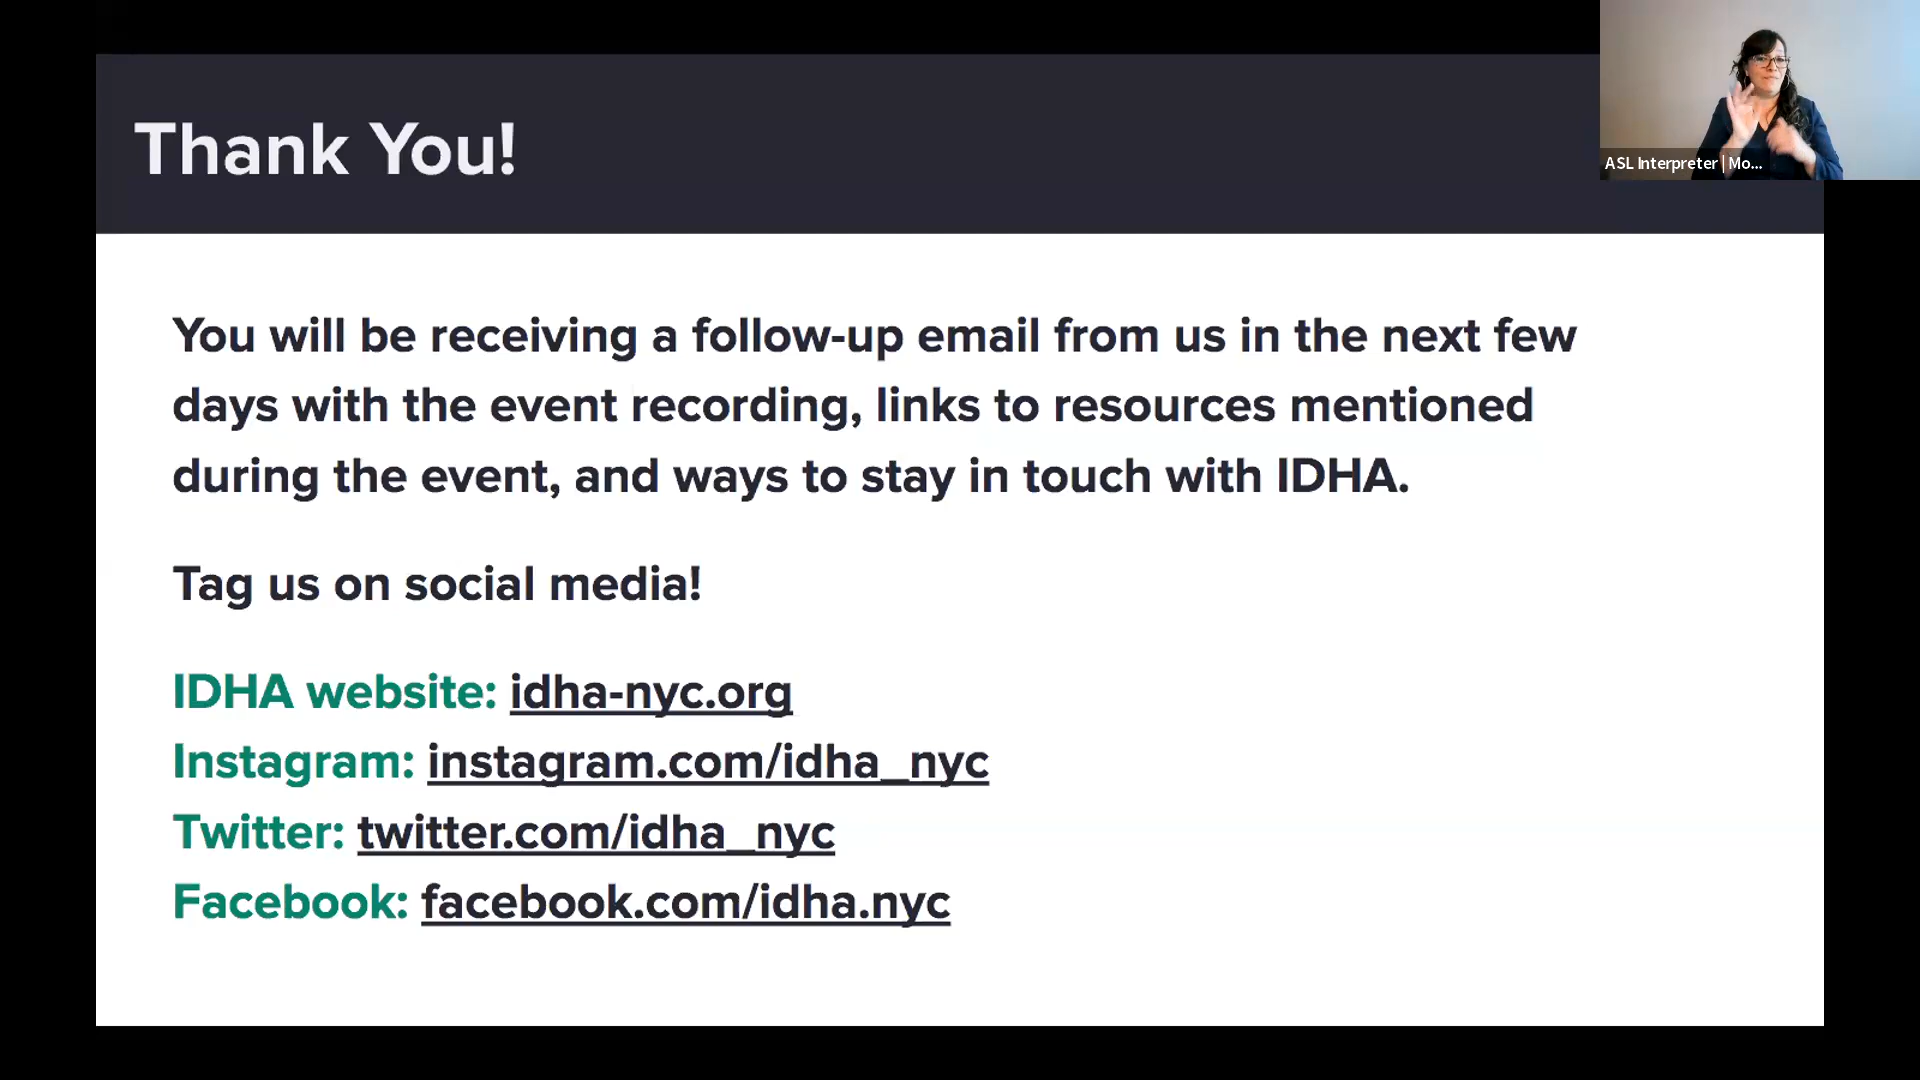 Thank You!
ASL Interpreter | Mo...
You will be receiving a follow-up email from us in the next few
days with the event recording, links to resources mentioned
during the event, and ways to stay in touch with IDHA.
Tag us on social media!
IDHA website: idha-nyc.org
Instagram: instagram.com/idha_nyc
Twitter: twitter.com/idha_nyc
Facebook: facebook.com/idha.nyc